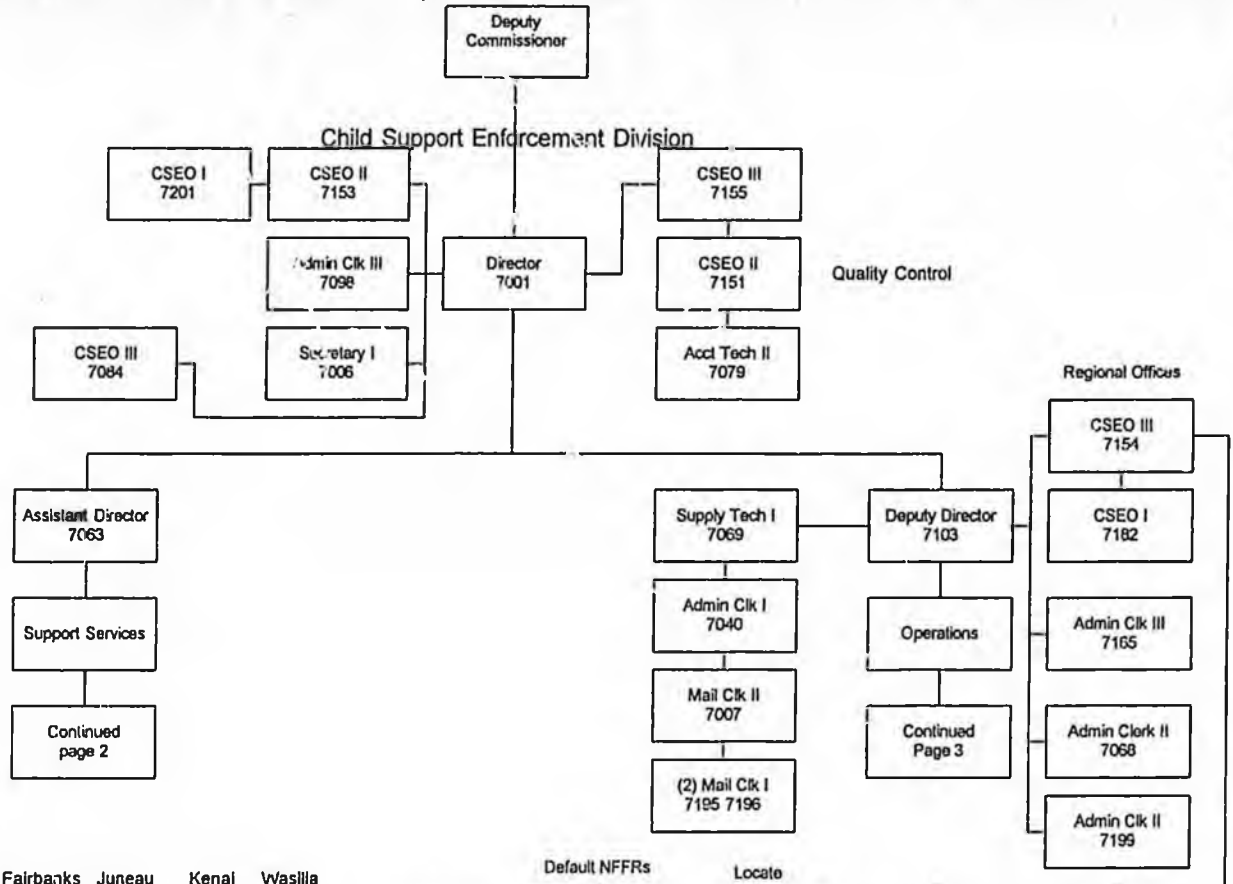 Deputy
Commissioner
Child Support Enforcement Division
CSEO I
7201
CSEO II
7153
CSEO III
7155
Admin Clk III
7098
Director
7001
CSEO II
7151
Quality Control
CSEO III
7084
Secretary I
7006
Acct Tech II
7079
Regional Offices
CSEO III
7154
Assistant Director
7063
Supply Tech I
7069
Deputy Director
7103
CSEO I
7182
Support Services
Admin Clk I
7040
Operations
Admin Clk III
7165
Continued
page 2
Mail Clk II
7007
Continued
Page 3
Admin Clerk II
7068
(2) Mail Clk I
7195 7196
Admin Clk II
7199
Default NFFRs
Locate
Fairbanks Juneau Kenai Wasilla